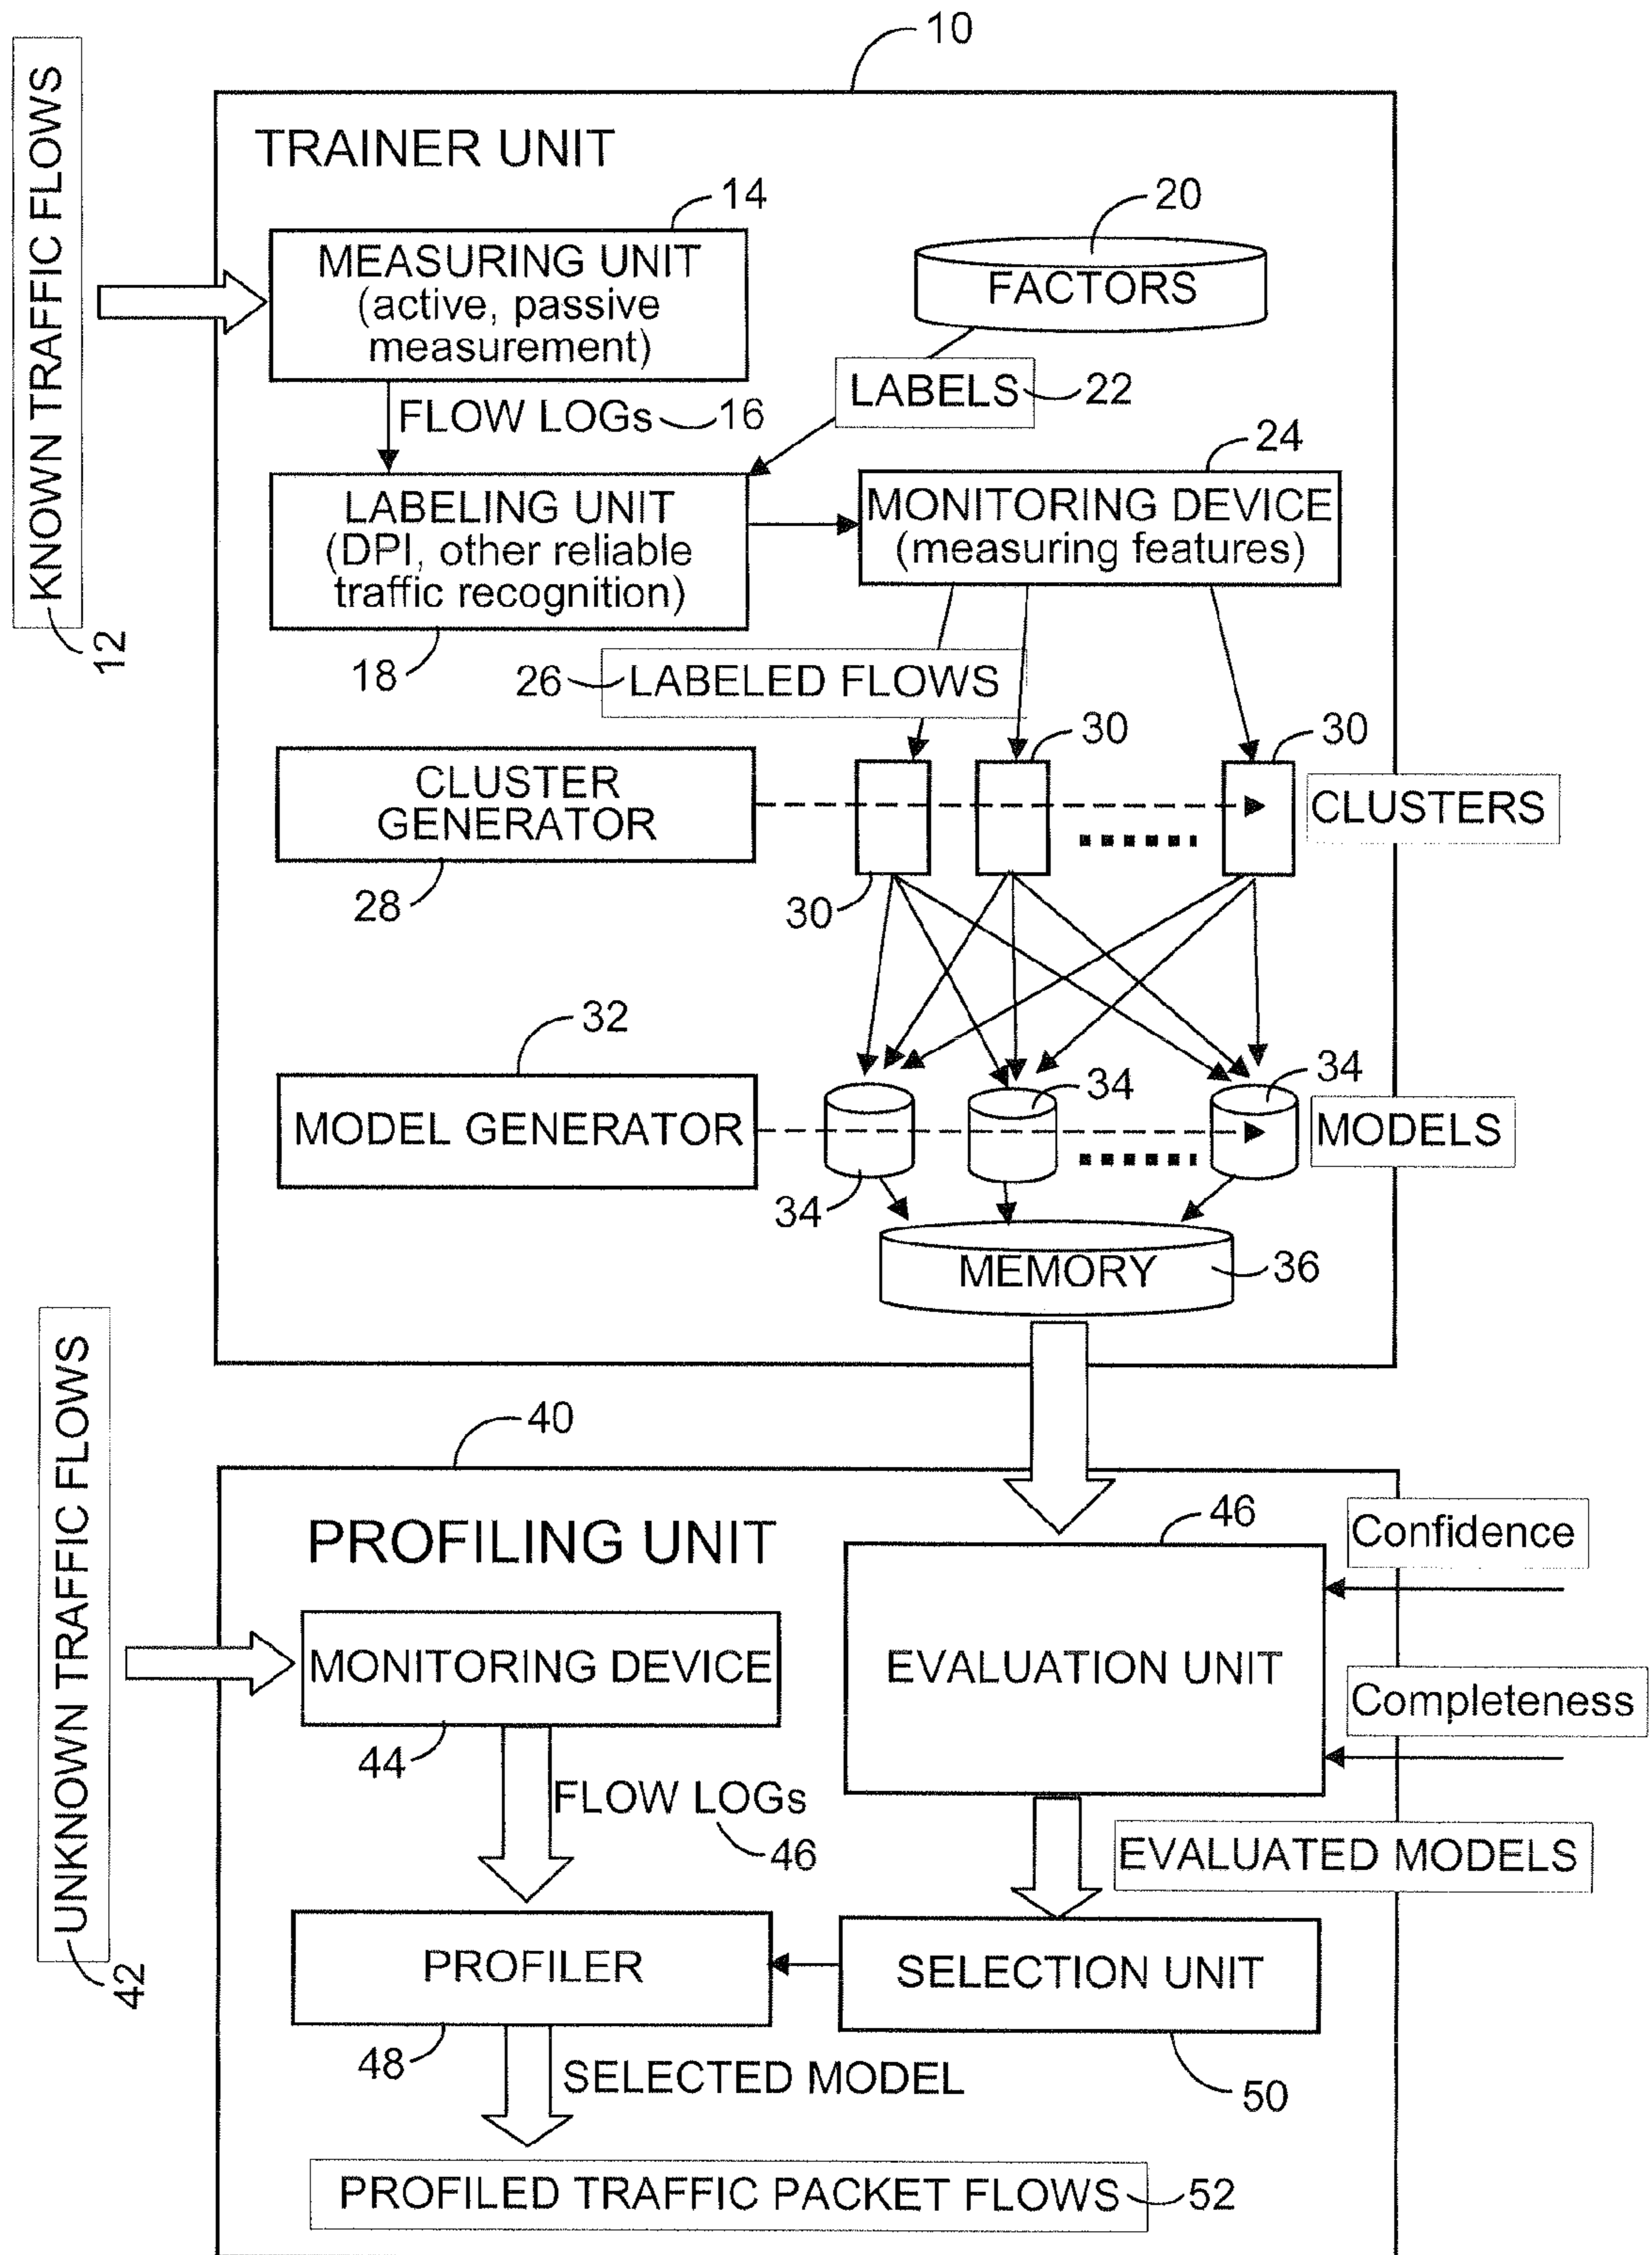 10
KNOWN TRAFFIC FLOWS
12
TRAINER UNIT
14
MEASURING UNIT
(active, passive
measurement)
20
FACTORS
LABELS
22
FLOW LOGs
16
24
LABELING UNIT
(DPI, other reliable
traffic recognition)
18
MONITORING DEVICE
(measuring features)
26
LABELED FLOWS
30
30
CLUSTER
GENERATOR
28
CLUSTERS
30
32
MODEL GENERATOR
34
34
MODELS
34
MEMORY
36
UNKNOWN TRAFFIC FLOWS
42
40
PROFILING UNIT
46
Confidence
MONITORING DEVICE
44
EVALUATION UNIT
Completeness
FLOW LOGs
46
EVALUATED MODELS
PROFILER
48
SELECTION UNIT
50
SELECTED MODEL
PROFILED TRAFFIC PACKET FLOWS
52